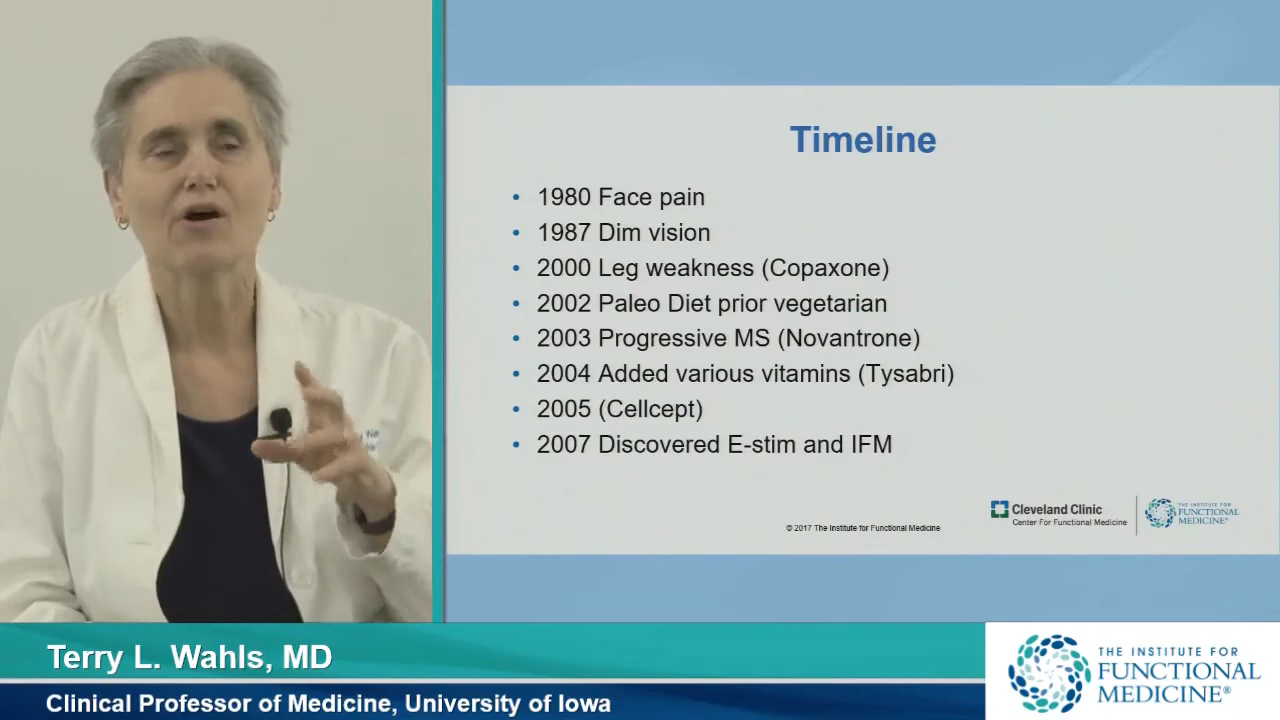 Timeline
• 1980 Face pain
• 1987 Dim vision
• 2000 Leg weakness (Copaxone)
• 2002 Paleo Diet prior vegetarian
• 2003 Progressive MS (Novantrone)
• 2004 Added various vitamins (Tysabri)
• 2005 (Cellcept)
• 2007 Discovered E-stim and IFM
© 2017 The Institute for Functional Medicine
Cleveland Clinic
Center For Functional Medicine
THE INSTITUTE FOR
FUNCTIONAL
MEDICINE®
Terry L. Wahls, MD
Clinical Professor of Medicine, University of Iowa
THE INSTITUTE FOR
FUNCTIONAL
MEDICINE®